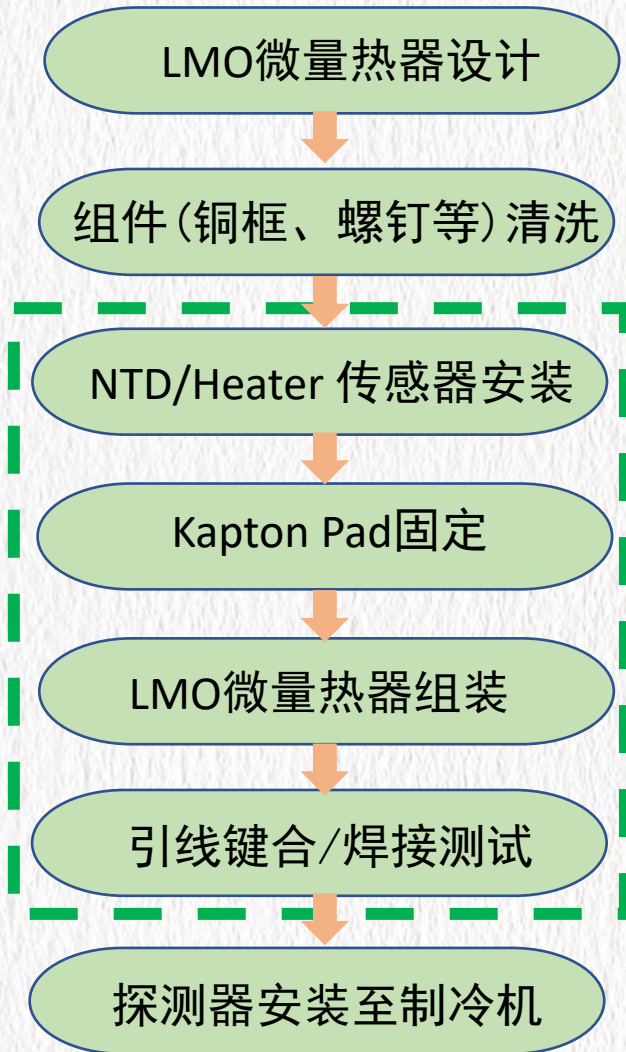 LMO微量热器设计
组件(铜框、螺钉等)清洗
NTD/Heater 传感器安装
Kapton Pad固定
LMO微量热器组装
引线键合/焊接测试
探测器安装至制冷机